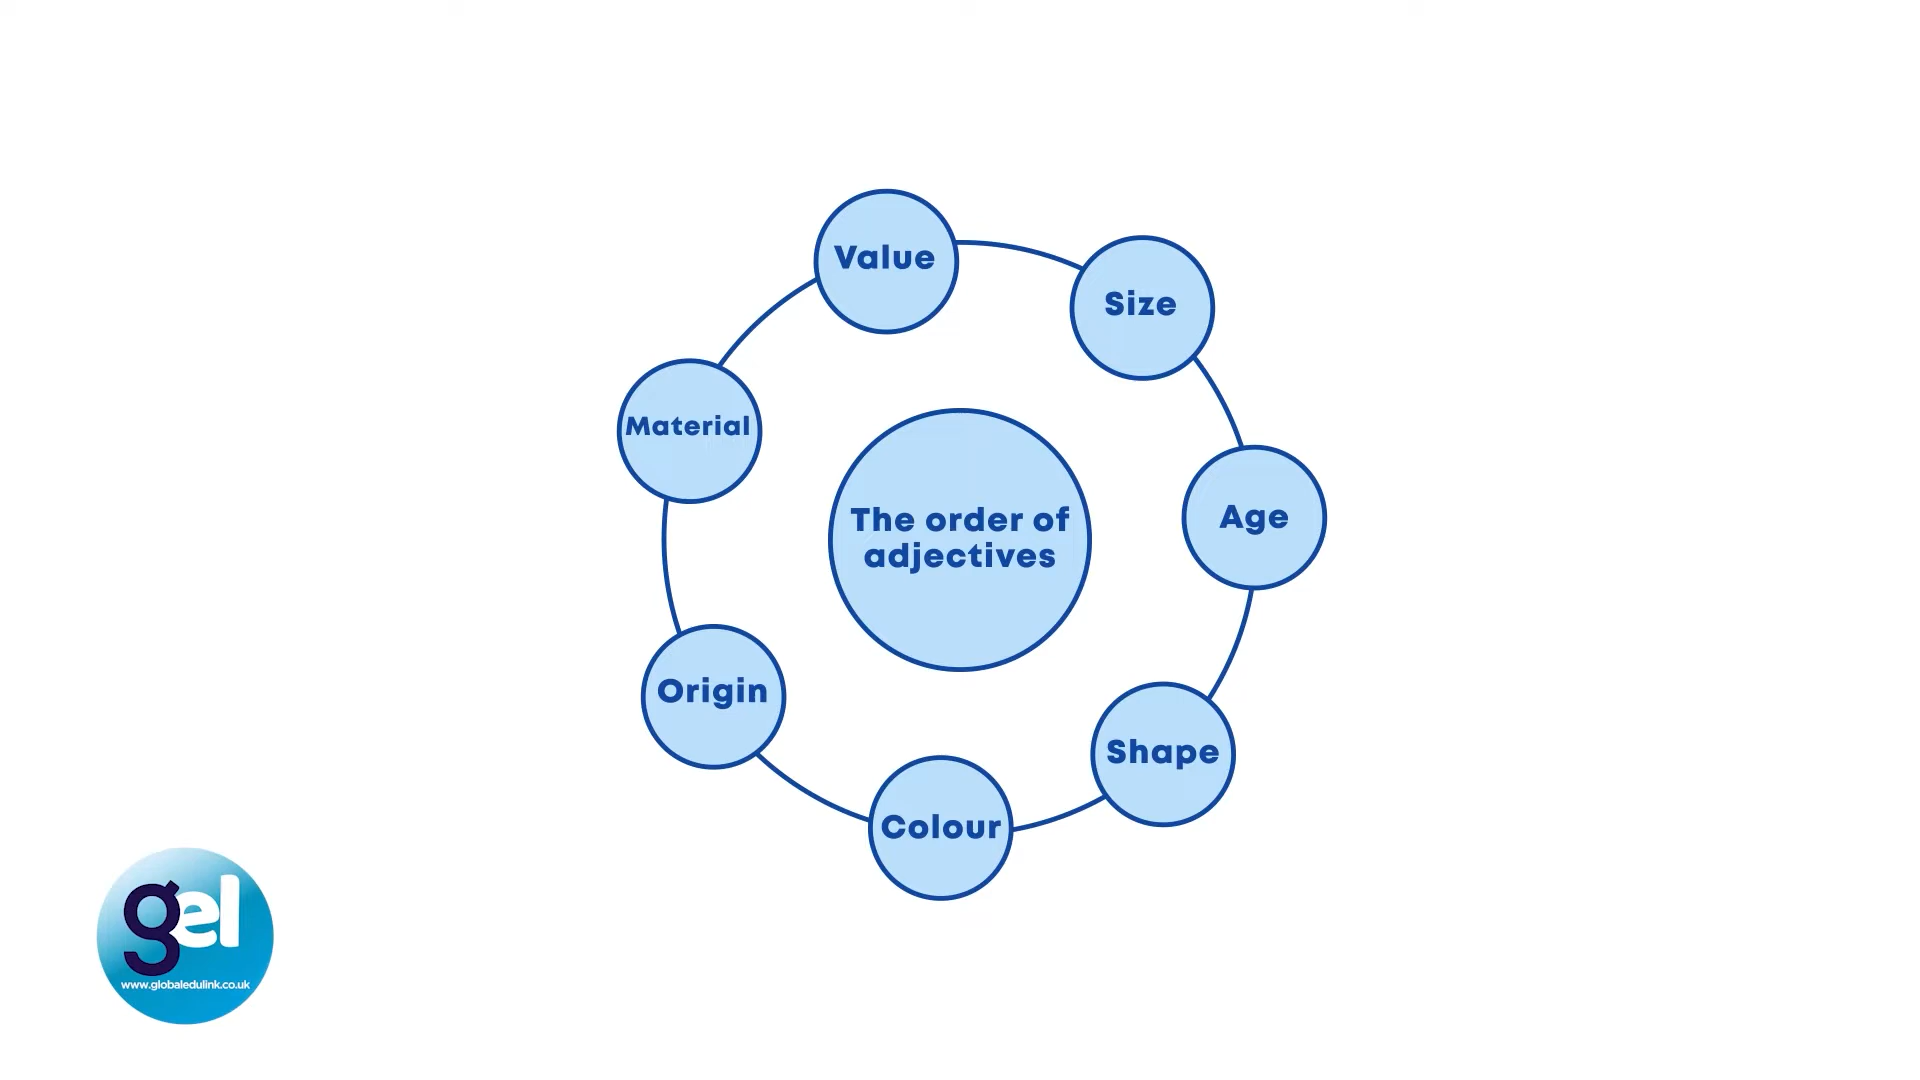 Value
Size
Age
Shape
Colour
Origin
Material
The order of
adjectives
gel
www.globaledulink.co.uk